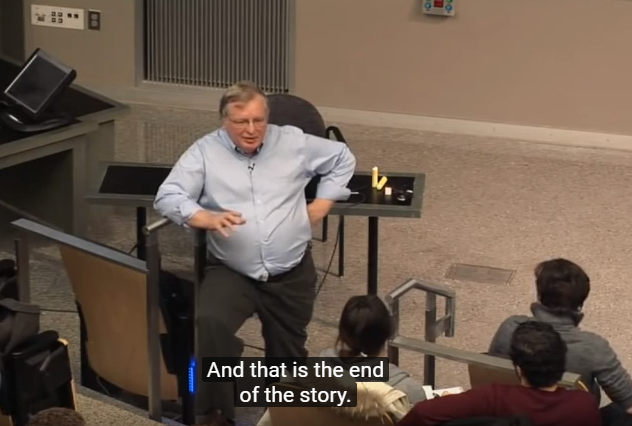 And that is the end
of the story.